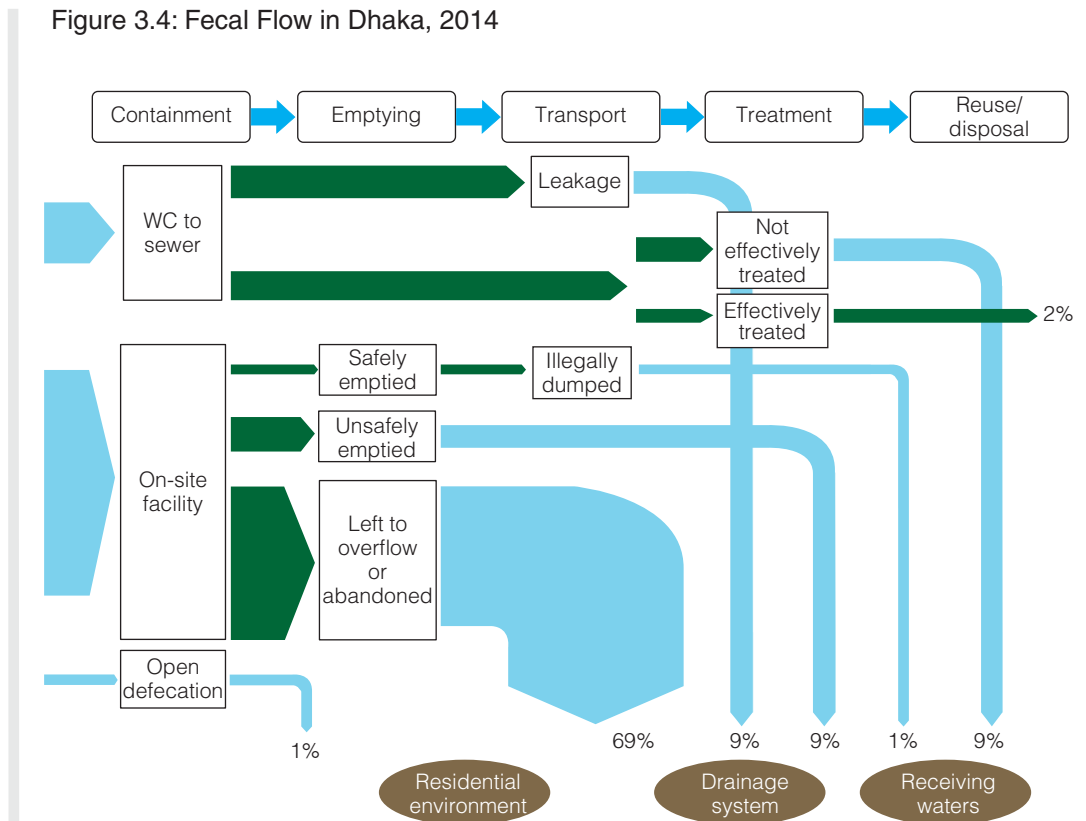 Figure 3.4: Fecal Flow in Dhaka, 2014
Containment
Emptying
Transport
Treatment
Reuse/
disposal
WC to
sewer
Leakage
Not
effectively
treated
Effectively
treated
2%
On-site
facility
Safely
emptied
Illegally
dumped
Unsafely
emptied
Left to
overflow
or
abandoned
Open
defecation
1%
69%
9%
9%
1%
9%
Residential
environment
Drainage
system
Receiving
waters